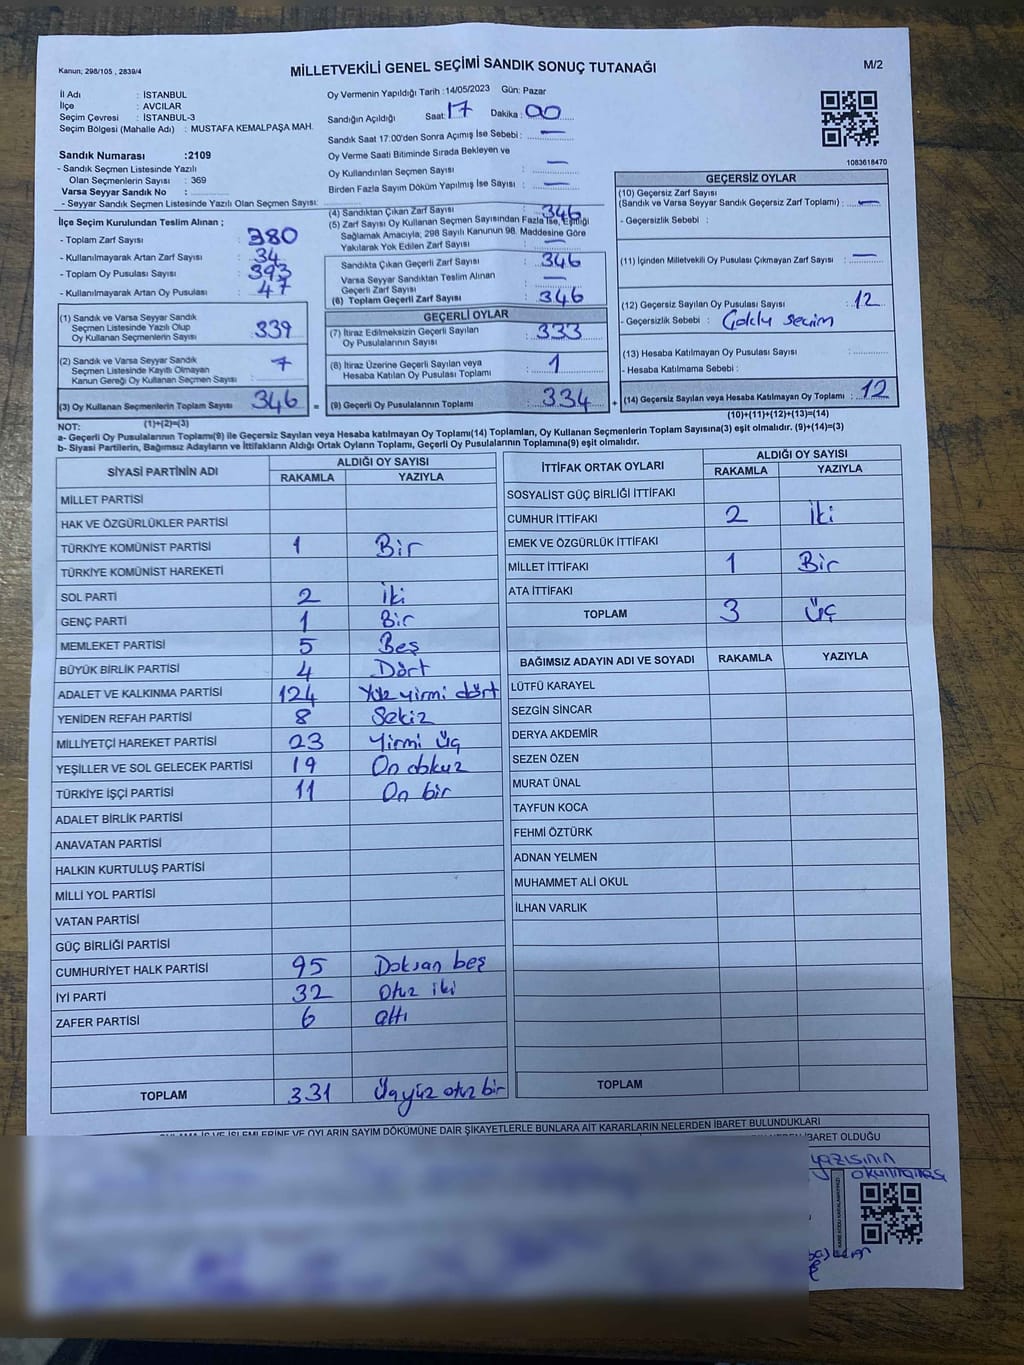 Kanun; 298/105 , 2839/4
MİLLETVEKİLİ GENEL SEÇİMİ SANDIK SONUÇ TUTANAĞI
M/2
İl Adı : İSTANBUL
İlçe : AVCILAR
Seçim Çevresi : İSTANBUL-3
Seçim Bölgesi (Mahalle Adı) : MUSTAFA KEMALPAŞA MAH.
Sandık Numarası :2109
- Sandık Seçmen Listesinde Yazılı
Olan Seçmenlerin Sayısı : 369
Varsa Seyyar Sandık No :
- Seyyar Sandık Seçmen Listesinde Yazılı Olan Seçmen Sayısı:
Oy Vermenin Yapıldığı Tarih :14/05/2023 Gün: Pazar
Sandığın Açıldığı Saat: 17 Dakika : 00
Sandık Saat 17:00'den Sonra Açımış İse Sebebi : —
Oy Verme Saati Bitiminde Sırada Bekleyen ve
Oy Kullandırılan Seçmen Sayısı : —
Birden Fazla Sayım Döküm Yapılmış İse Sayısı : —
1083618470
İlçe Seçim Kurulundan Teslim Alınan ;
- Toplam Zarf Sayısı : 380
- Kullanılmayarak Artan Zarf Sayısı : 34
- Toplam Oy Pusulası Sayısı : 393
- Kullanılmayarak Artan Oy Pusulası : 47
(1) Sandık ve Varsa Seyyar Sandık
Seçmen Listesinde Yazılı Olup
Oy Kullanan Seçmenlerin Sayısı : 339
(2) Sandık ve Varsa Seyyar Sandık
Seçmen Listesinde Kayıtlı Olmayan
Kanun Gereği Oy Kullanan Seçmen Sayısı : 7
(3) Oy Kullanan Seçmenlerin Toplam Sayısı : 346 =
(1)+(2)=(3)
(4) Sandıktan Çıkan Zarf Sayısı : 346
(5) Zarf Sayısı Oy Kullanan Seçmen Sayısından Fazla İse, Eşitliği
Sağlamak Amacıyla; 298 Sayılı Kanunun 98. Maddesine Göre
Yakılarak Yok Edilen Zarf Sayısı : —
Sandıkta Çıkan Geçerli Zarf Sayısı : 346
Varsa Seyyar Sandıktan Teslim Alınan
Geçerli Zarf Sayısı : —
(6) Toplam Geçerli Zarf Sayısı : 346
GEÇERLİ OYLAR
(7) İtiraz Edilmeksizin Geçerli Sayılan
Oy Pusulalarının Sayısı : 333
(8) İtiraz Üzerine Geçerli Sayılan veya
Hesaba Katılan Oy Pusulası Toplamı : 1
(9) Geçerli Oy Pusulalarının Toplamı : 334 +
GEÇERSİZ OYLAR
(10) Geçersiz Zarf Sayısı
(Sandık ve Varsa Seyyar Sandık Geçersiz Zarf Toplamı) : —
- Geçersizlik Sebebi :
(11) İçinden Milletvekili Oy Pusulası Çıkmayan Zarf Sayısı : —
(12) Geçersiz Sayılan Oy Pusulası Sayısı : 12
- Geçersizlik Sebebi : Çoklu seçim
(13) Hesaba Katılmayan Oy Pusulası Sayısı :
- Hesaba Katılmama Sebebi :
(14) Geçersiz Sayılan veya Hesaba Katılmayan Oy Toplamı : 12
(10)+(11)+(12)+(13)=(14)
NOT:
a- Geçerli Oy Pusulalarının Toplamı(9) ile Geçersiz Sayılan veya Hesaba Katılmayan Oy Toplamı(14) Toplamları, Oy Kullanan Seçmenlerin Toplam Sayısına(3) eşit olmalıdır. (9)+(14)=(3)
b- Siyasi Partilerin, Bağımsız Adayların ve İttifakların Aldığı Ortak Oyların Toplamı, Geçerli Oy Pusulalarının Toplamına(9) eşit olmalıdır.
SİYASİ PARTİNİN ADI ALDIĞI OY SAYISI
RAKAMLA YAZIYLA
MİLLET PARTİSİ
HAK VE ÖZGÜRLÜKLER PARTİSİ
TÜRKİYE KOMÜNİST PARTİSİ 1 Bir
TÜRKİYE KOMÜNİST HAREKETİ
SOL PARTİ 2 İki
GENÇ PARTİ 1 Bir
MEMLEKET PARTİSİ 5 Beş
BÜYÜK BİRLİK PARTİSİ 4 Dört
ADALET VE KALKINMA PARTİSİ 124 Yüz yirmi dört
YENİDEN REFAH PARTİSİ 8 Sekiz
MİLLİYETÇİ HAREKET PARTİSİ 23 Yirmi üç
YEŞİLLER VE SOL GELECEK PARTİSİ 19 On dokuz
TÜRKİYE İŞÇİ PARTİSİ 11 On bir
ADALET BİRLİK PARTİSİ
ANAVATAN PARTİSİ
HALKIN KURTULUŞ PARTİSİ
MİLLİ YOL PARTİSİ
VATAN PARTİSİ
GÜÇ BİRLİĞİ PARTİSİ
CUMHURİYET HALK PARTİSİ 95 Doksan beş
İYİ PARTİ 32 Otuz iki
ZAFER PARTİSİ 6 altı
TOPLAM 331 Üçyüz otuz bir
İTTİFAK ORTAK OYLARI ALDIĞI OY SAYISI
RAKAMLA YAZIYLA
SOSYALİST GÜÇ BİRLİĞİ İTTİFAKI
CUMHUR İTTİFAKI 2 İki
EMEK VE ÖZGÜRLÜK İTTİFAKI
MİLLET İTTİFAKI 1 Bir
ATA İTTİFAKI
TOPLAM 3 Üç
BAĞIMSIZ ADAYIN ADI VE SOYADI RAKAMLA YAZIYLA
LÜTFÜ KARAYEL
SEZGİN SİNCAR
DERYA AKDEMİR
SEZEN ÖZEN
MURAT ÜNAL
TAYFUN KOCA
FEHMİ ÖZTÜRK
ADNAN YELMEN
MUHAMMET ALİ OKUL
İLHAN VARLIK
TOPLAM
İŞ VE İŞLEMLERİNE VE OYLARIN SAYIM DÖKÜMÜNE DAİR ŞİKAYETLERLE BUNLARA AİT KARARLARIN NELERDEN İBARET BULUNDUKLARI
İBARET OLDUĞU
yazısının
okunmaması